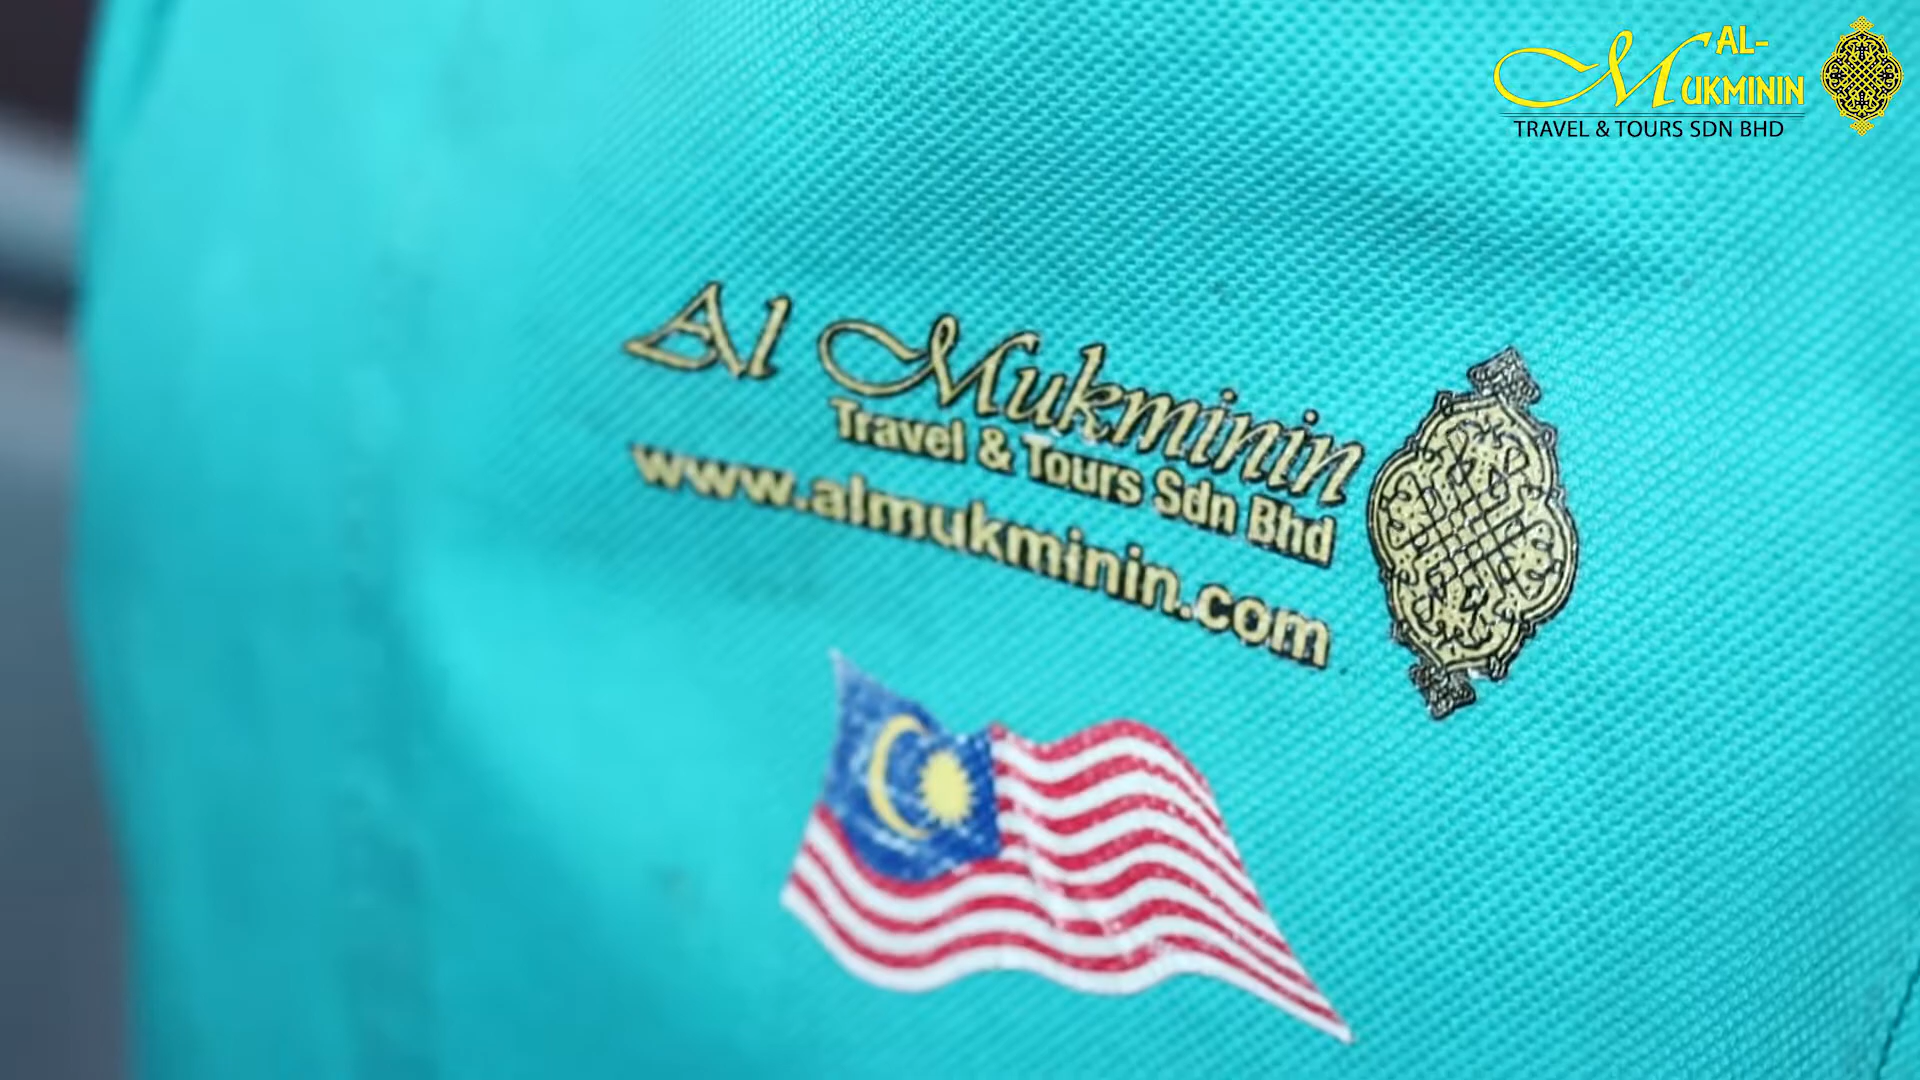 AL-
MUKMININ
TRAVEL & TOURS SDN BHD
Al Mukminin
Travel & Tours Sdn Bhd
www.almukminin.com